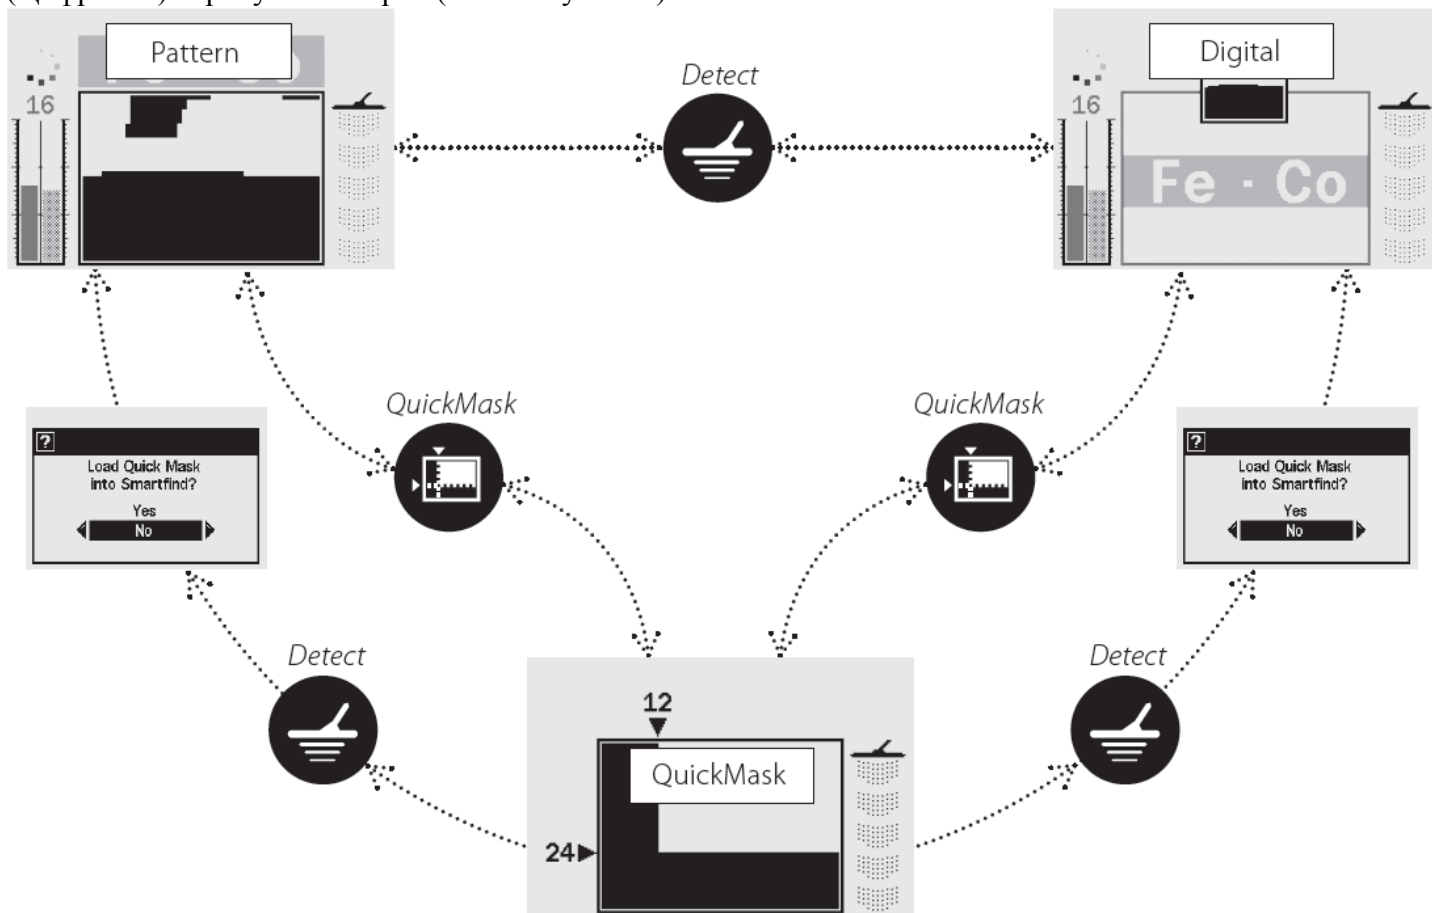 Pattern
Digital
Detect
16
16
Fe · Co
QuickMask
QuickMask
?
Load Quick Mask
into Smartfind?
Yes
No
?
Load Quick Mask
into Smartfind?
Yes
No
Detect
Detect
12
QuickMask
24